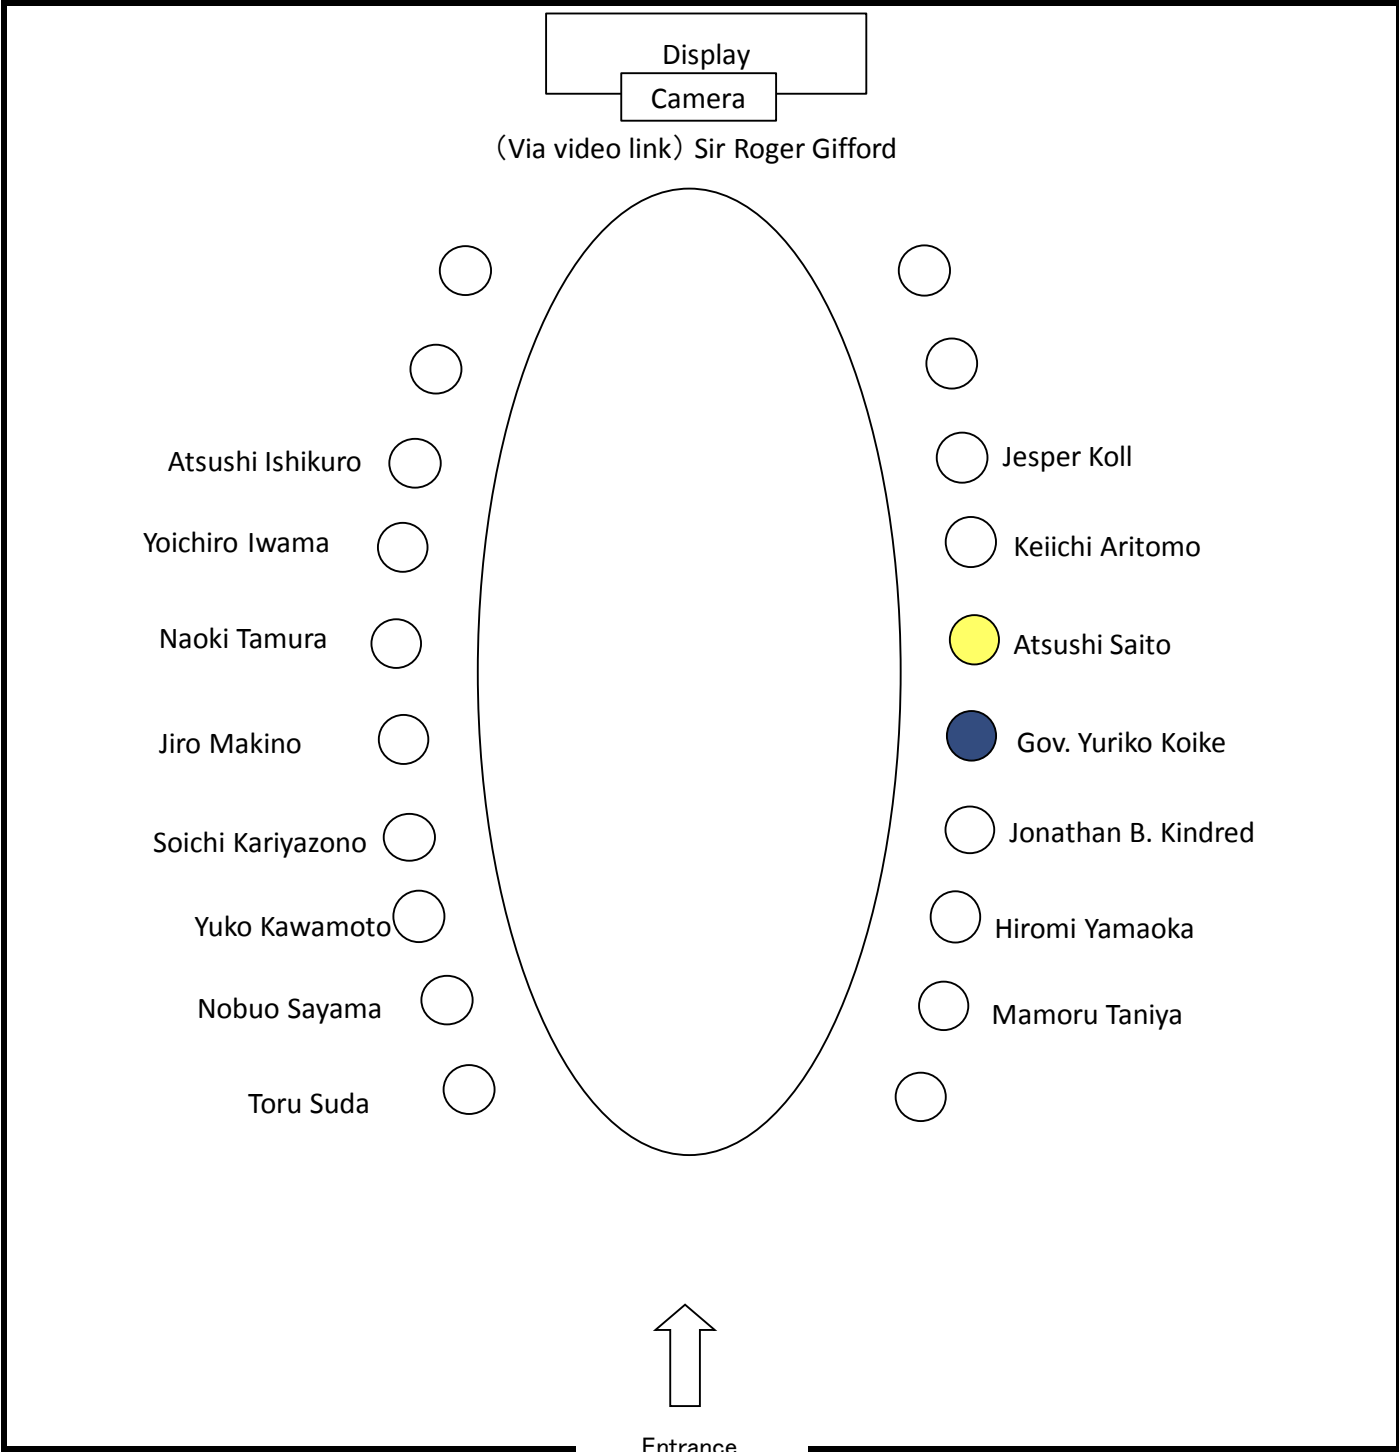 Display
Camera
（Via video link）Sir Roger Gifford
Atsushi Ishikuro
Jesper Koll
Yoichiro Iwama
Keiichi Aritomo
Naoki Tamura
Atsushi Saito
Jiro Makino
Gov. Yuriko Koike
Soichi Kariyazono
Jonathan B. Kindred
Yuko Kawamoto
Hiromi Yamaoka
Nobuo Sayama
Mamoru Taniya
Toru Suda
Entrance